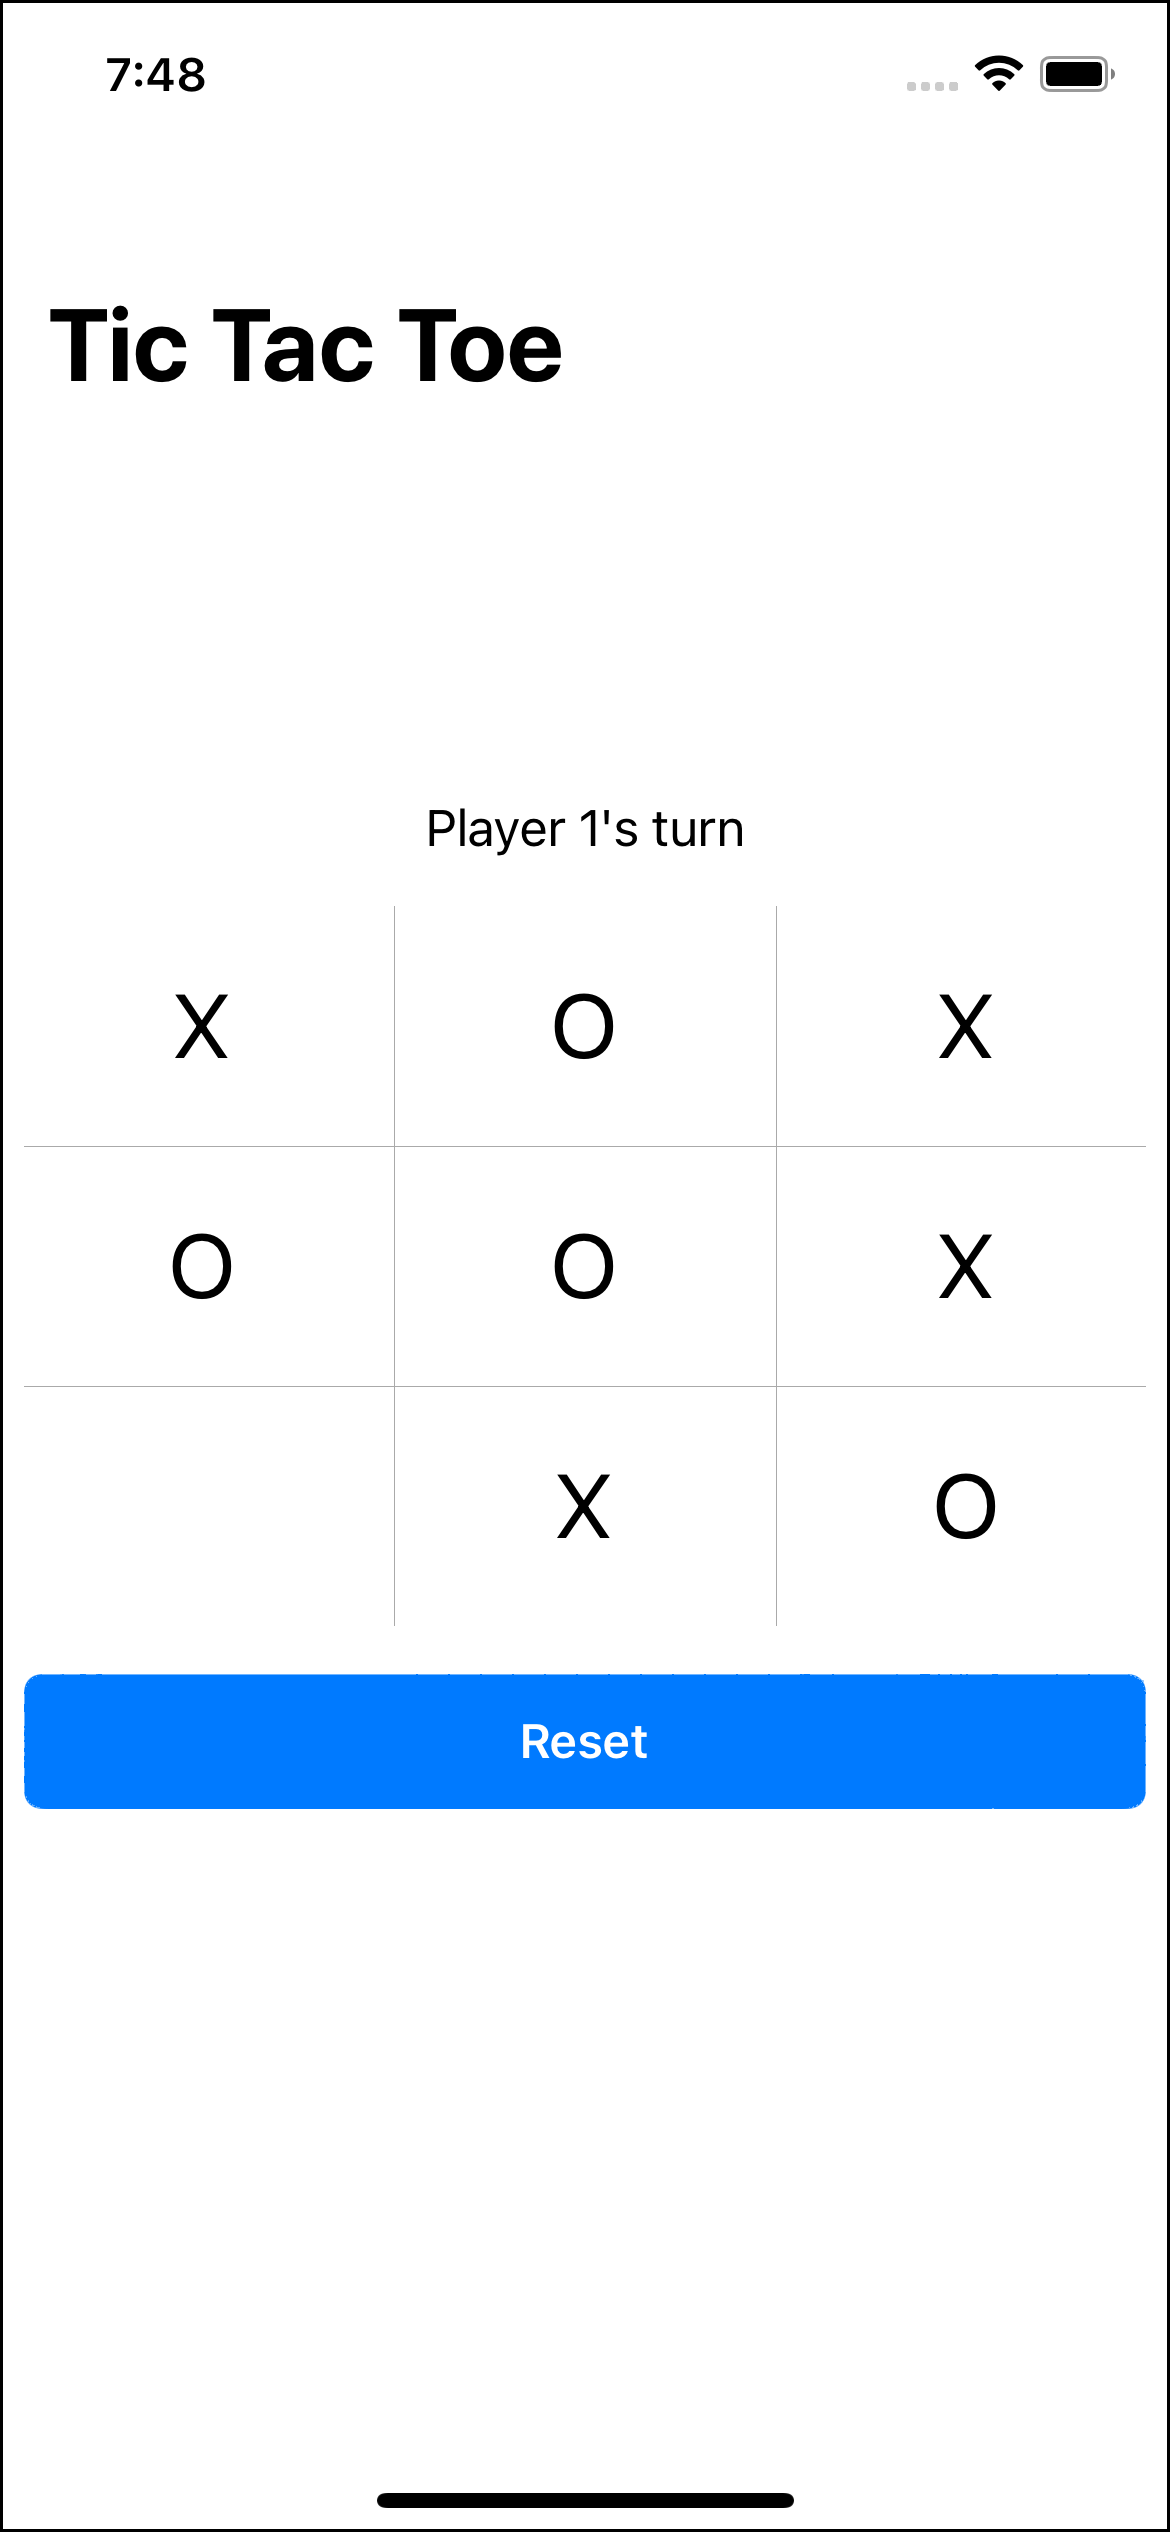 7:48
Tic Tac Toe
Player 1's turn
X O X
O O X
X O
Reset